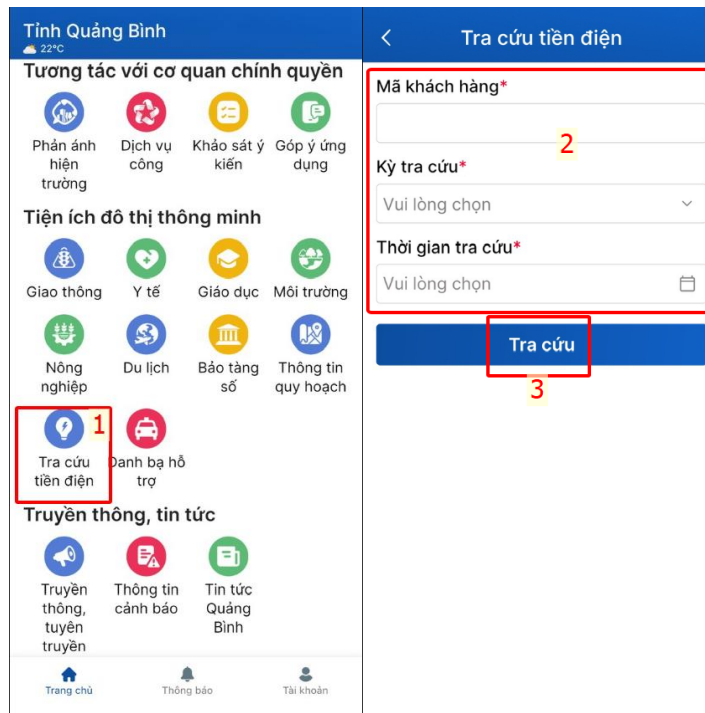 Tỉnh Quảng Bình
22°C
Tương tác với cơ quan chính quyền
Phản ánh hiện trường
Dịch vụ công
Khảo sát ý kiến
Góp ý ứng dụng
Tiện ích đô thị thông minh
Giao thông
Y tế
Giáo dục
Môi trường
Nông nghiệp
Du lịch
Bảo tàng số
Thông tin quy hoạch
1
Tra cứu tiền điện
Danh bạ hỗ trợ
Truyền thông, tin tức
Truyền thông, tuyên truyền
Thông tin cảnh báo
Tin tức Quảng Bình
Trang chủ
Thông báo
Tài khoản
Tra cứu tiền điện
Mã khách hàng*
2
Kỳ tra cứu*
Vui lòng chọn
Thời gian tra cứu*
Vui lòng chọn
Tra cứu
3